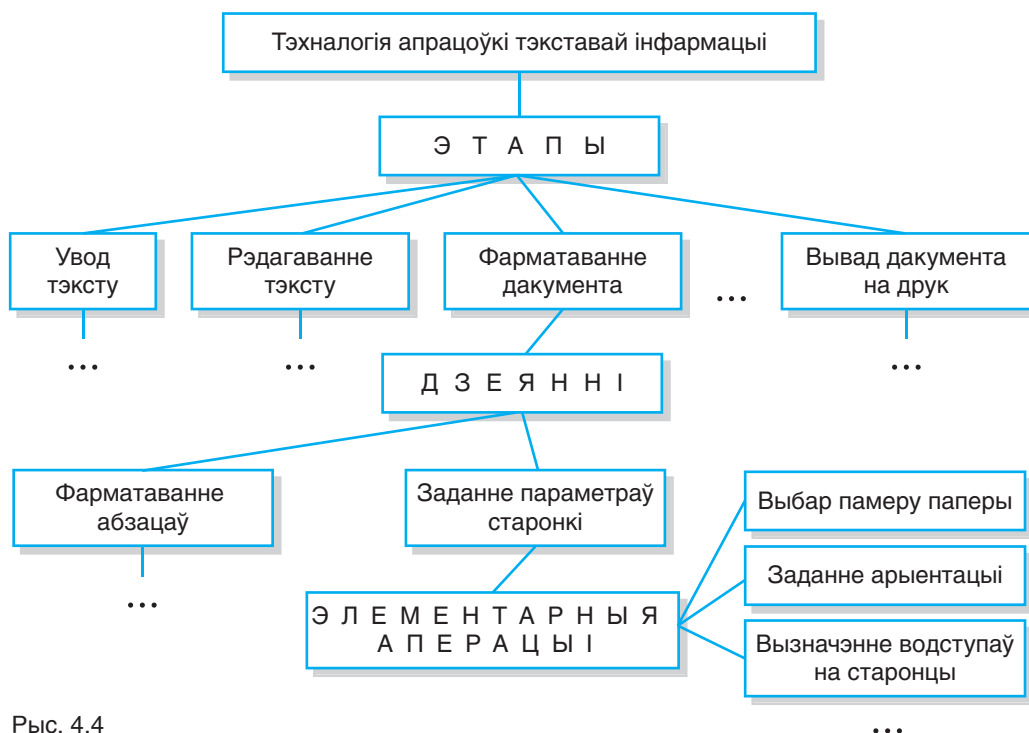 Тэхналогія апрацоўкі тэкставай інфармацыі
Э Т А П Ы
Увод
тэксту
Рэдагаванне
тэксту
Фарматаванне
дакумента
...
Вывад дакумента
на друк
...
...
...
Д З Е Я Н Н І
Фарматаванне
абзацаў
...
Заданне параметраў
старонкі
Э Л Е М Е Н Т А Р Н Ы Я
А П Е Р А Ц Ы І
Выбар памеру паперы
Заданне арыентацыі
Вызначэнне водступаў
на старонцы
...
Рыс. 4.4